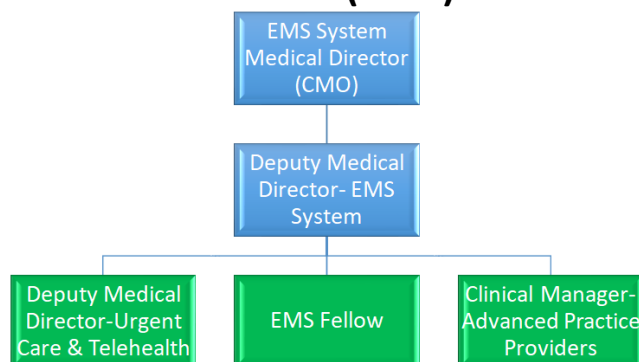 EMS System
Medical Director
(CMO)
Deputy Medical
Director- EMS
System
Deputy Medical
Director-Urgent
Care & Telehealth
EMS Fellow
Clinical Manager-
Advanced Practice
Providers